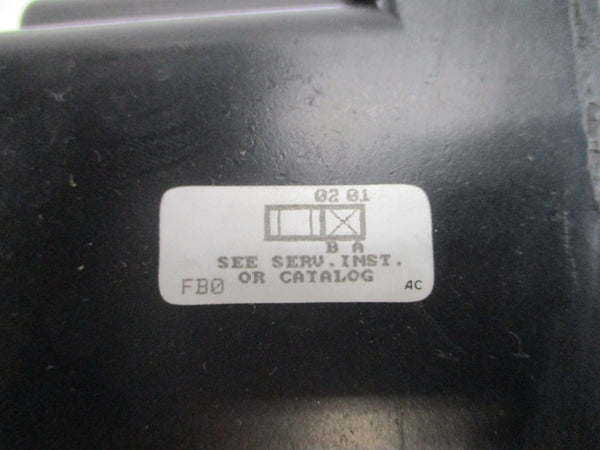 02 01
B A
SEE SERV.INST.
OR CATALOG
FB0
AC